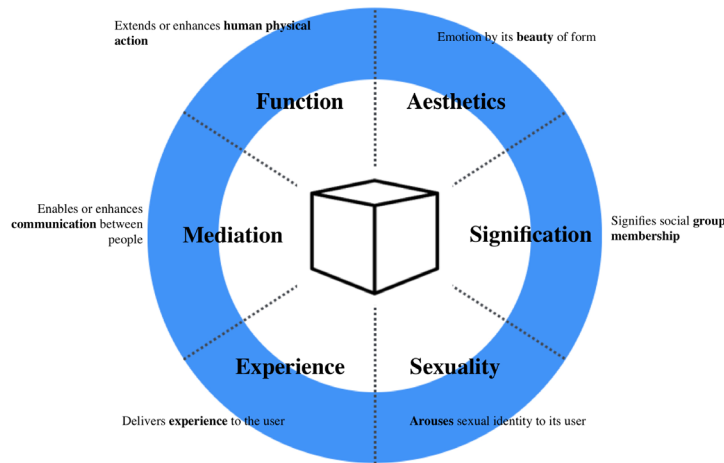 Extends or enhances human physical
action
Emotion by its beauty of form
Function
Aesthetics
Enables or enhances
communication between
people
Mediation
Signification
Signifies social group
membership
Experience
Sexuality
Delivers experience to the user
Arouses sexual identity to its user